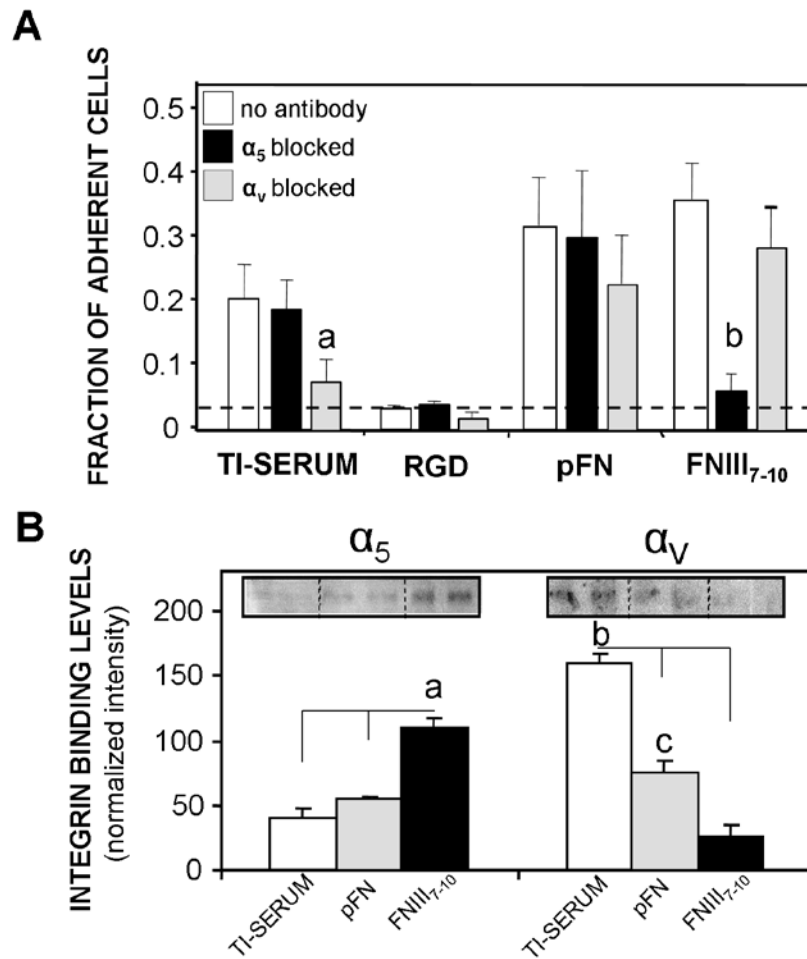 A
FRACTION OF ADHERENT CELLS
0.5
0.4
0.3
0.2
0.1
0
no antibody
α₅ blocked
αᵥ blocked
a
b
TI-SERUM RGD pFN FNIII₇₋₁₀
B
INTEGRIN BINDING LEVELS
(normalized intensity)
α₅ αV
200
150
100
50
0
a
b
c
TI-SERUM pFN FNIII₇₋₁₀ TI-SERUM pFN FNIII₇₋₁₀